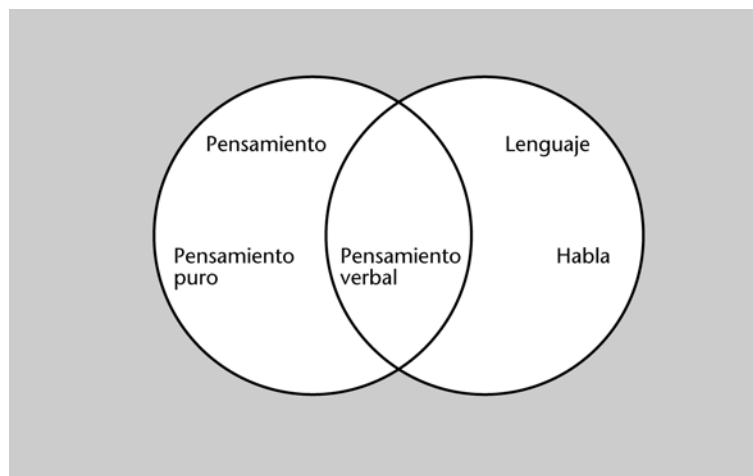 Pensamiento
Lenguaje
Pensamiento
puro
Pensamiento
verbal
Habla